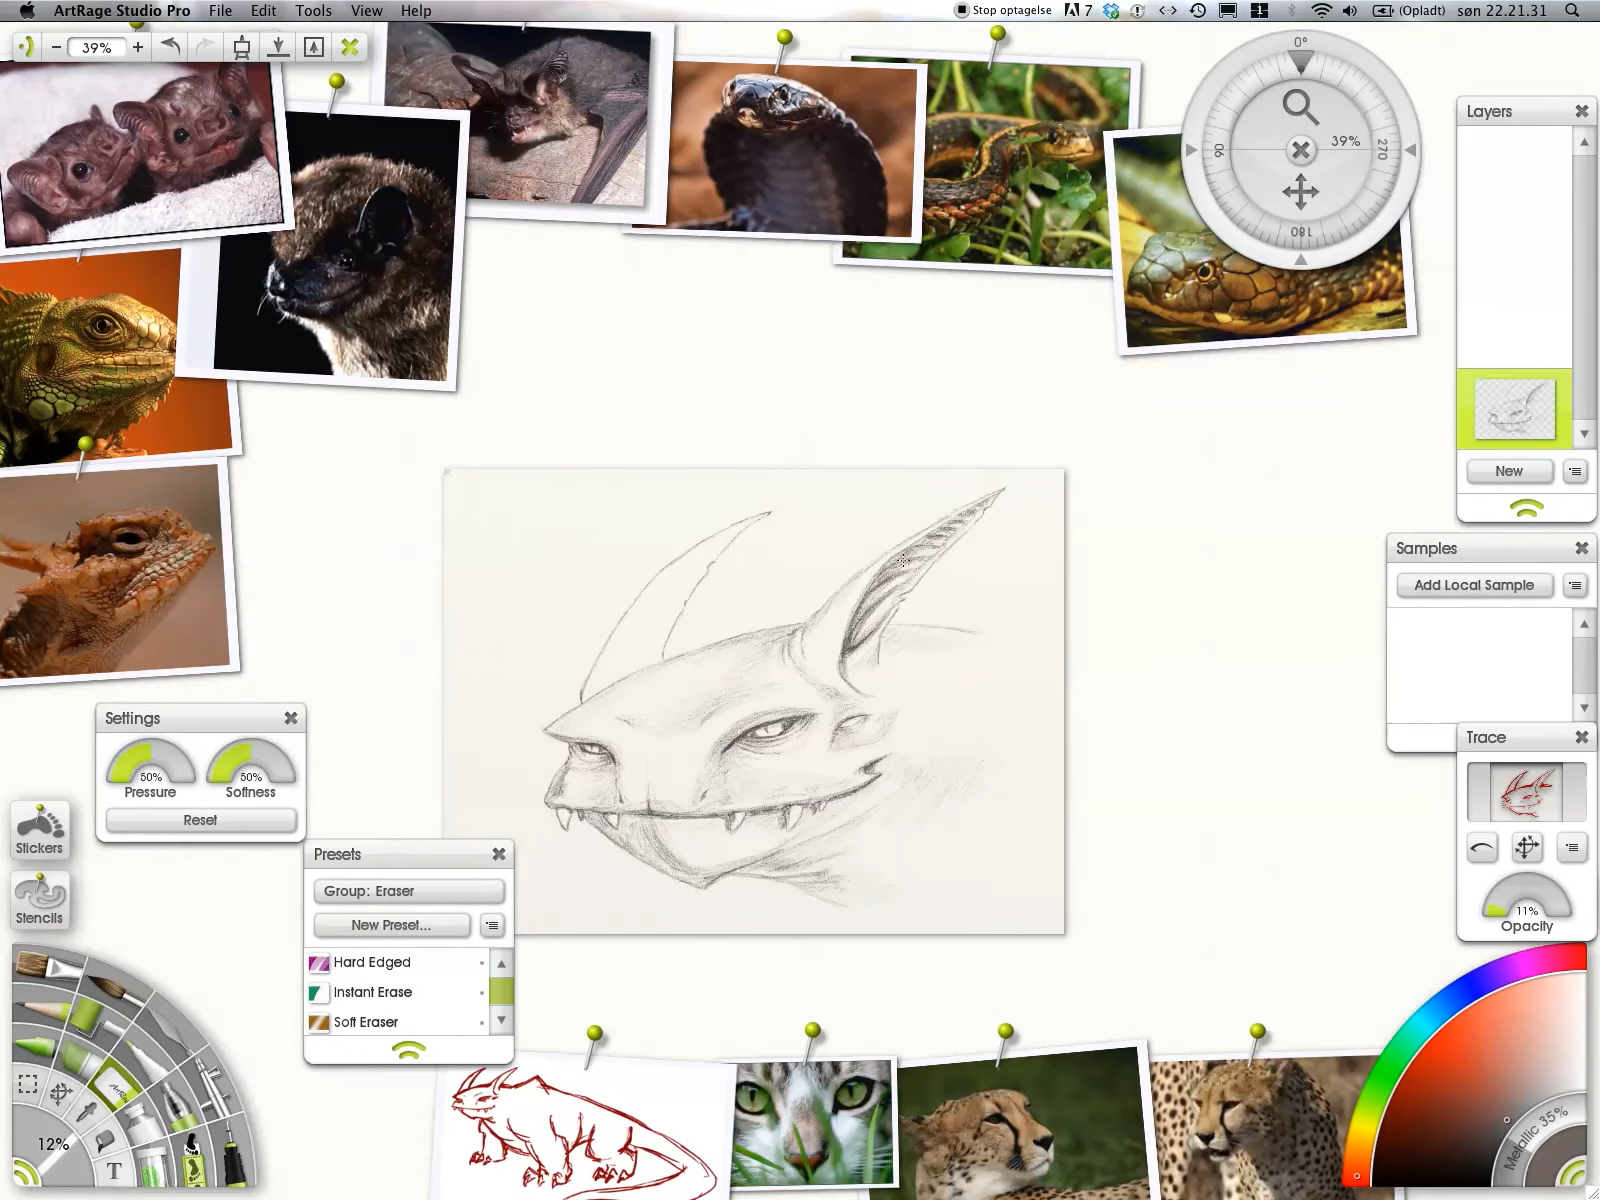 ArtRage Studio Pro File Edit Tools View Help Stop optagelse 7 1 (Opladt) søn 22.21.31
39%
0°
39%
90
270
180
Layers
New
Samples
Add Local Sample
Trace
11%
Opacity
Settings
50%
50%
Pressure
Softness
Reset
Stickers
Stencils
Presets
Group: Eraser
New Preset...
Hard Edged
Instant Erase
Soft Eraser
12%
T
Metallic 35%